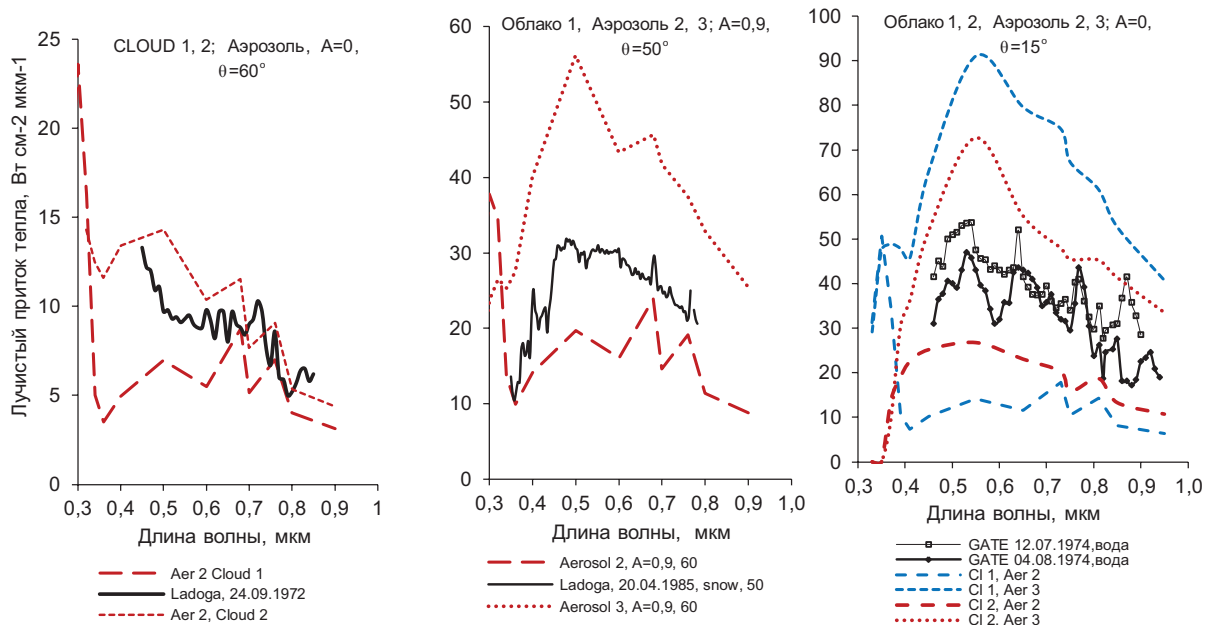 Лучистый приток тепла, Вт см-2 мкм-1
CLOUD 1, 2; Аэрозоль, A=0,
θ=60°
25
20
15
10
5
0
0,3 0,4 0,5 0,6 0,7 0,8 0,9 1
Длина волны, мкм
Aer 2 Cloud 1
Ladoga, 24.09.1972
Aer 2, Cloud 2
Облако 1, Аэрозоль 2, 3; A=0,9,
θ=50°
60
50
40
30
20
10
0
0,3 0,4 0,5 0,6 0,7 0,8 0,9 1
Длина волны, мкм
Aerosol 2, A=0,9, 60
Ladoga, 20.04.1985, snow, 50
Aerosol 3, A=0,9, 60
Облако 1, 2, Аэрозоль 2, 3; A=0,
θ=15°
100
90
80
70
60
50
40
30
20
10
0
0,3 0,4 0,5 0,6 0,7 0,8 0,9 1,0
Длина волны, мкм
GATE 12.07.1974,вода
GATE 04.08.1974,вода
Cl 1, Aer 2
Cl 1, Aer 3
Cl 2, Aer 2
Cl 2, Aer 3